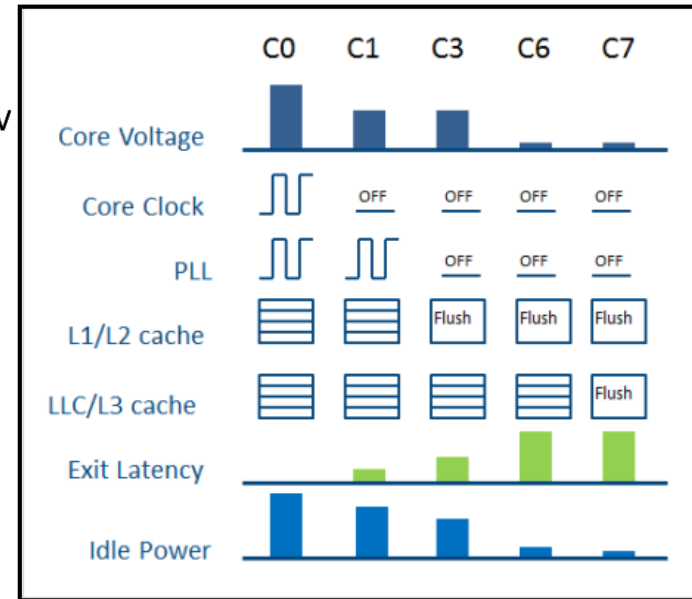 C0 C1 C3 C6 C7
Core Voltage
Core Clock OFF OFF OFF OFF
PLL OFF OFF OFF
L1/L2 cache Flush Flush Flush
LLC/L3 cache Flush
Exit Latency
Idle Power